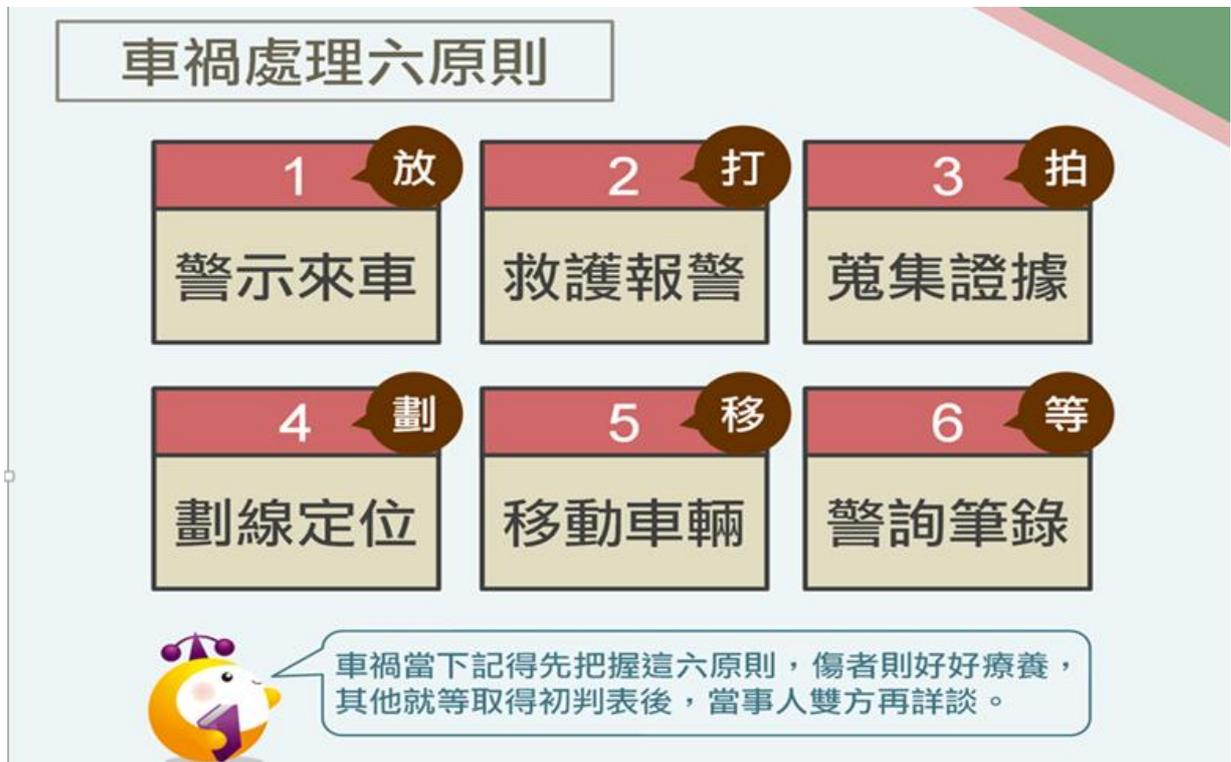 車禍處理六原則
1 放
警示來車
2 打
救護報警
3 拍
蒐集證據
4 劃
劃線定位
5 移
移動車輛
6 等
警詢筆錄
車禍當下記得先把握這六原則，傷者則好好療養，
其他就等取得初判表後，當事人雙方再詳談。